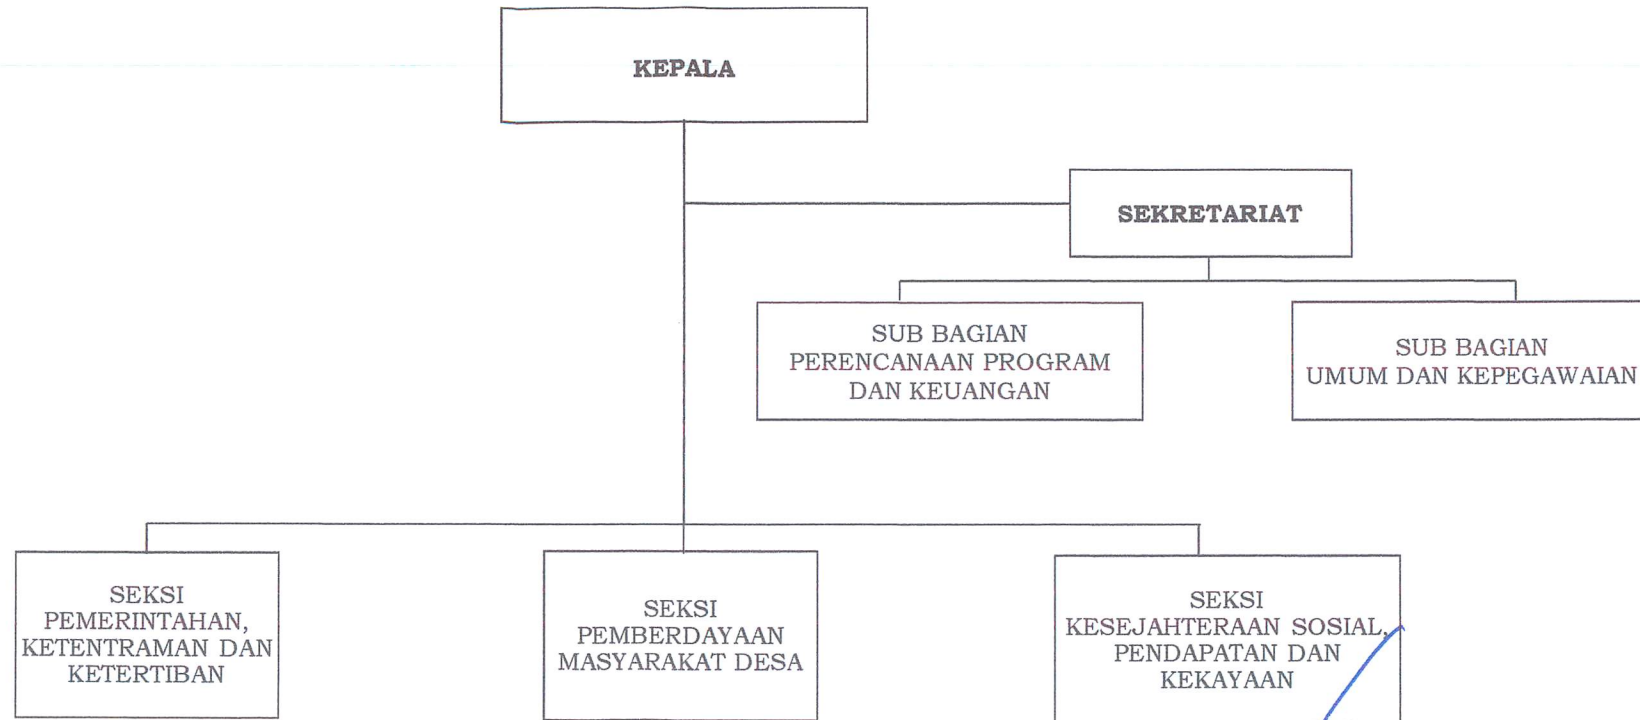 KEPALA
SEKRETARIAT
SUB BAGIAN
PERENCANAAN PROGRAM
DAN KEUANGAN
SUB BAGIAN
UMUM DAN KEPEGAWAIAN
SEKSI
PEMERINTAHAN,
KETENTRAMAN DAN
KETERTIBAN
SEKSI
PEMBERDAYAAN
MASYARAKAT DESA
SEKSI
KESEJAHTERAAN SOSIAL,
PENDAPATAN DAN
KEKAYAAN